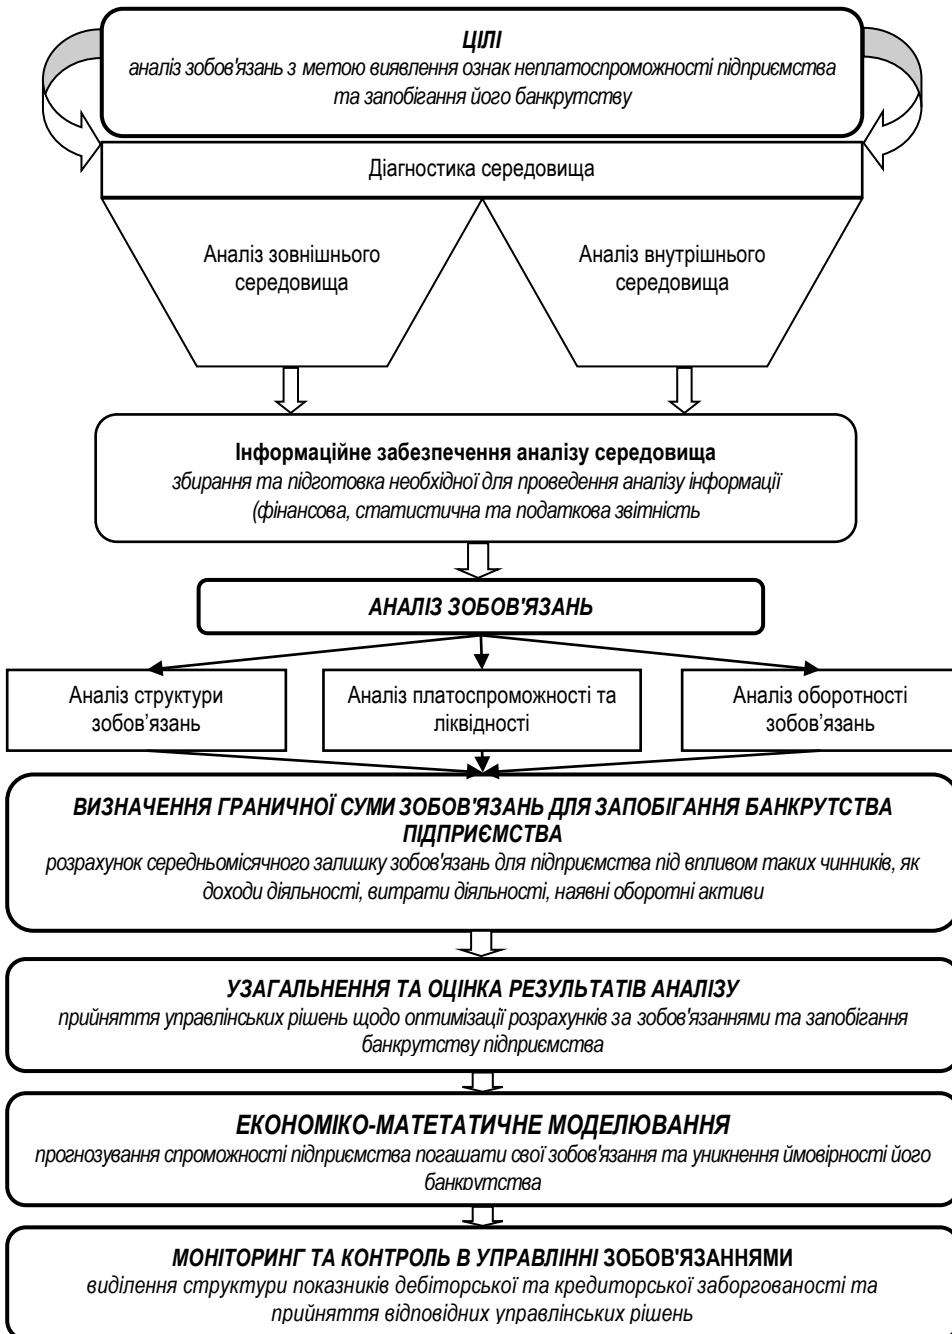 ЦІЛІ
аналіз зобов'язань з метою виявлення ознак неплатоспроможності підприємства
та запобігання його банкрутству
Діагностика середовища
Аналіз зовнішнього
середовища
Аналіз внутрішнього
середовища
Інформаційне забезпечення аналізу середовища
збирання та підготовка необхідної для проведення аналізу інформації
(фінансова, статистична та податкова звітність
АНАЛІЗ ЗОБОВ'ЯЗАНЬ
Аналіз структури
зобов’язань
Аналіз платоспроможності та
ліквідності
Аналіз оборотності
зобов’язань
ВИЗНАЧЕННЯ ГРАНИЧНОЇ СУМИ ЗОБОВ'ЯЗАНЬ ДЛЯ ЗАПОБІГАННЯ БАНКРУТСТВА
ПІДПРИЄМСТВА
розрахунок середньомісячного залишку зобов'язань для підприємства під впливом таких чинників, як
доходи діяльності, витрати діяльності, наявні оборотні активи
УЗАГАЛЬНЕННЯ ТА ОЦІНКА РЕЗУЛЬТАТІВ АНАЛІЗУ
прийняття управлінських рішень щодо оптимізації розрахунків за зобов'язаннями та запобігання
банкрутству підприємства
ЕКОНОМІКО-МАТЕТАТИЧНЕ МОДЕЛЮВАННЯ
прогнозування спроможності підприємства погашати свої зобов'язання та уникнення ймовірності його
банкрутства
МОНІТОРИНГ ТА КОНТРОЛЬ В УПРАВЛІННІ ЗОБОВ'ЯЗАННЯМИ
виділення структури показників дебіторської та кредиторської заборгованості та
прийняття відповідних управлінських рішень